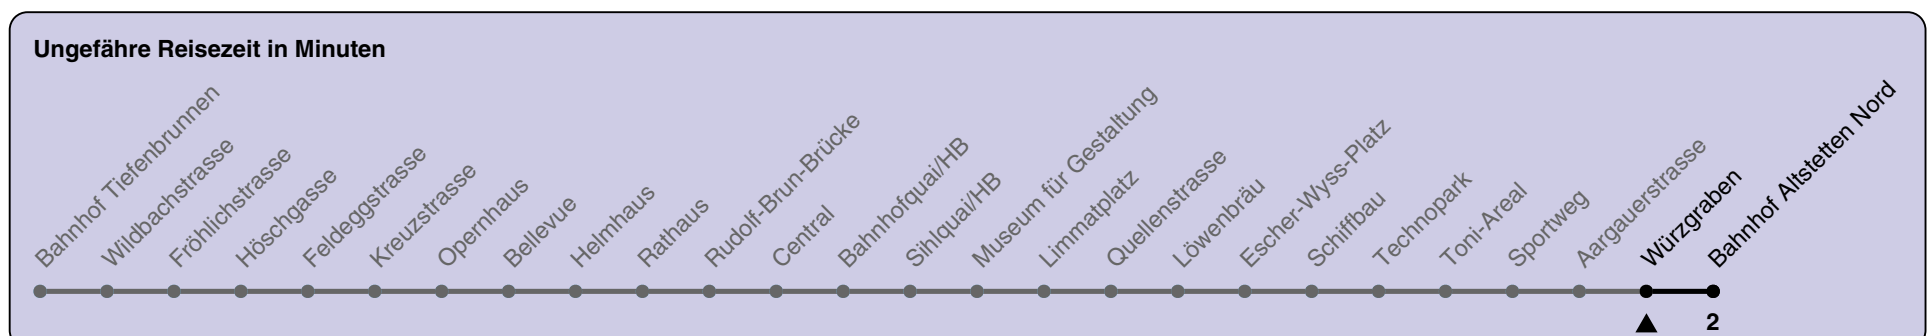 Ungefähre Reisezeit in Minuten
Bahnhof Tiefenbrunnen
Wildbachstrasse
Fröhlichstrasse
Höschgasse
Feldeggstrasse
Kreuzstrasse
Opernhaus
Bellevue
Helmhaus
Rathaus
Rudolf-Brun-Brücke
Central
Bahnhofquai/HB
Sihlquai/HB
Museum für Gestaltung
Limmatplatz
Quellenstrasse
Löwenbräu
Escher-Wyss-Platz
Schiffbau
Technopark
Toni-Areal
Sportweg
Aargauerstrasse
Würzgraben
Bahnhof Altstetten Nord
2